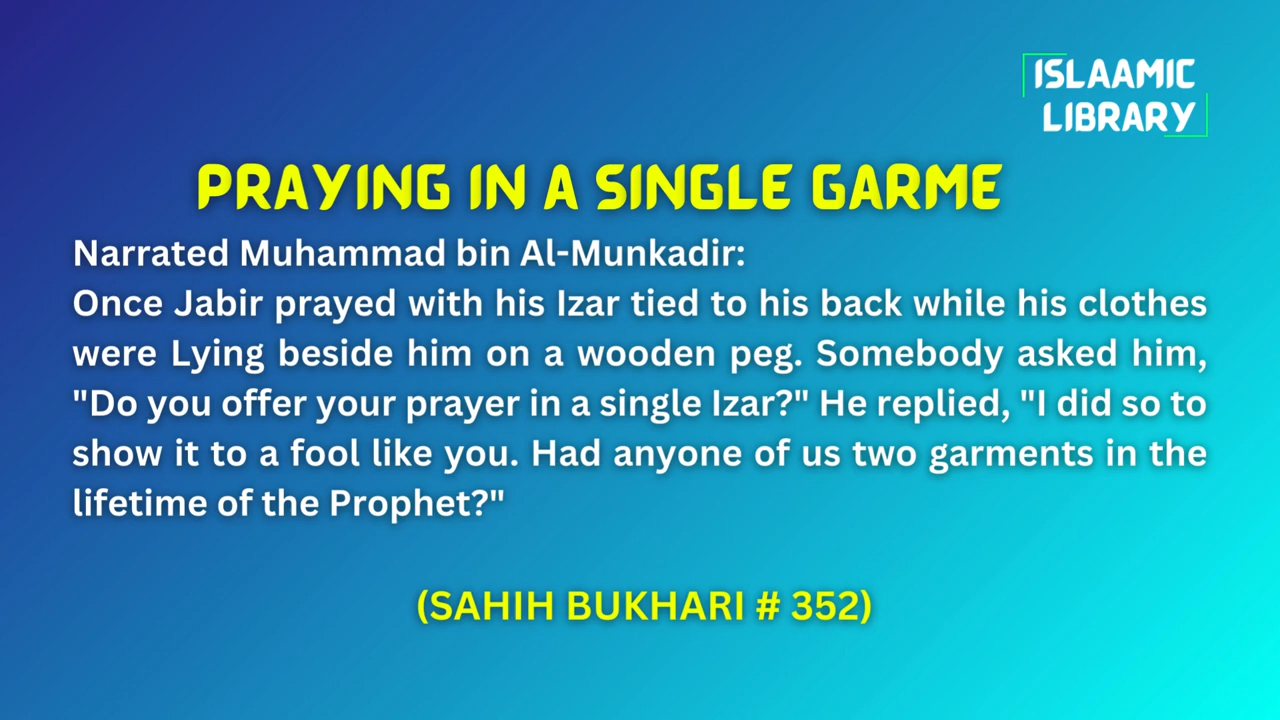 ISLAAMIC
LIBRARY
PRAYING IN A SINGLE GARME
Narrated Muhammad bin Al-Munkadir:
Once Jabir prayed with his Izar tied to his back while his clothes
were Lying beside him on a wooden peg. Somebody asked him,
"Do you offer your prayer in a single Izar?" He replied, "I did so to
show it to a fool like you. Had anyone of us two garments in the
lifetime of the Prophet?"
(SAHIH BUKHARI # 352)